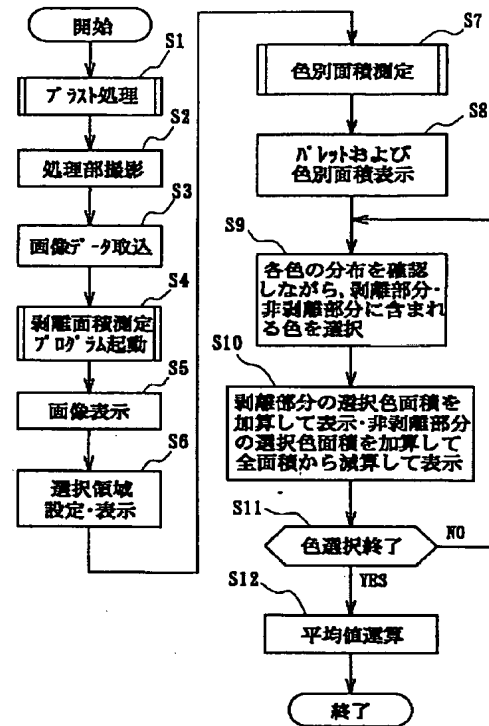 開始
S1
ブラスト処理
S2
処理部撮影
S3
画像データ取込
S4
剥離面積測定
プログラム起動
S5
画像表示
S6
選択領域
設定・表示
S7
色別面積測定
S8
パレットおよび
色別面積表示
S9
各色の分布を確認
しながら、剥離部分・
非剥離部分に含まれ
る色を選択
S10
剥離部分の選択色面積を
加算して表示・非剥離部分
の選択色面積を加算して
全面積から減算して表示
S11
色選択終了
NO
YES
S12
平均値演算
終了